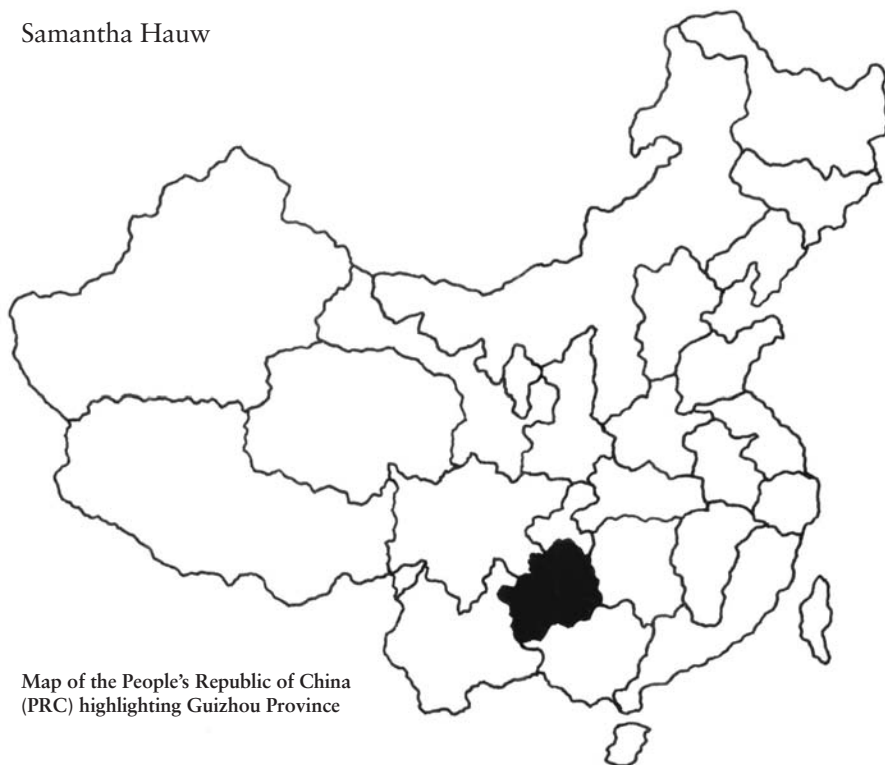 Samantha Hauw
Map of the People's Republic of China
(PRC) highlighting Guizhou Province